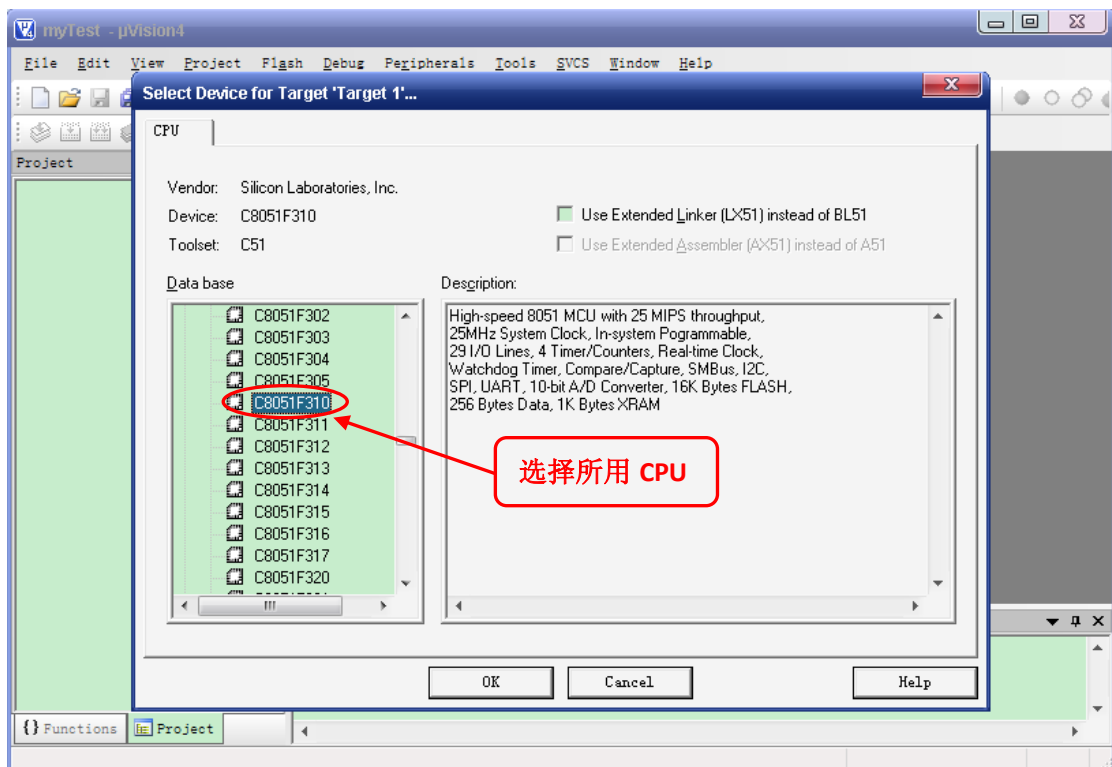 myTest - µVision4
File Edit View Project Flash Debug Peripherals Tools SVCS Window Help
Select Device for Target 'Target 1'...
CPU
Project
Vendor: Silicon Laboratories, Inc.
Device: C8051F310
Use Extended Linker (LX51) instead of BL51
Toolset: C51
Use Extended Assembler (AX51) instead of A51
Data base
Description:
C8051F302
C8051F303
C8051F304
C8051F305
C8051F310
C8051F311
C8051F312
C8051F313
C8051F314
C8051F315
C8051F316
C8051F317
C8051F320
High-speed 8051 MCU with 25 MIPS throughput,
25MHz System Clock, In-system Pogrammable,
29 I/O Lines, 4 Timer/Counters, Real-time Clock,
Watchdog Timer, Compare/Capture, SMBus, I2C,
SPI, UART, 10-bit A/D Converter, 16K Bytes FLASH,
256 Bytes Data, 1K Bytes XRAM
选择所用 CPU
OK Cancel Help
{} Functions Project